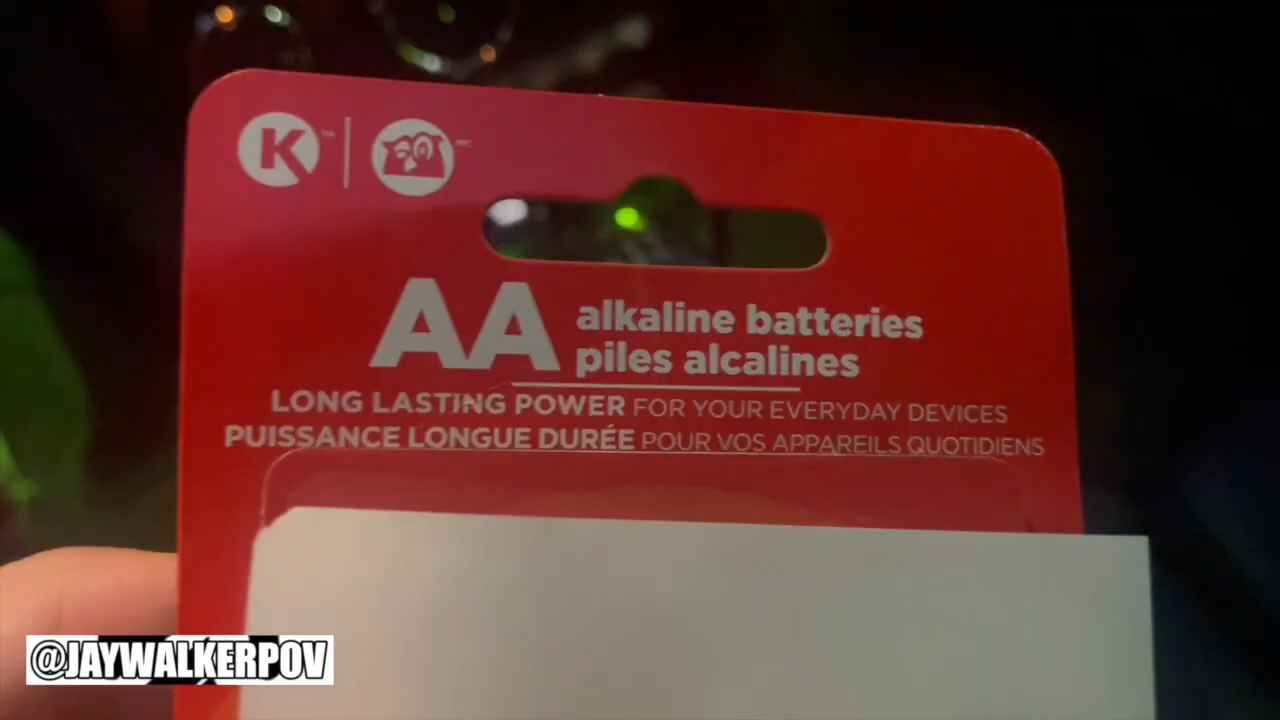 K
AA
alkaline batteries
piles alcalines
LONG LASTING POWER FOR YOUR EVERYDAY DEVICES
PUISSANCE LONGUE DURÉE POUR VOS APPAREILS QUOTIDIENS
@JAYWALKERPOV